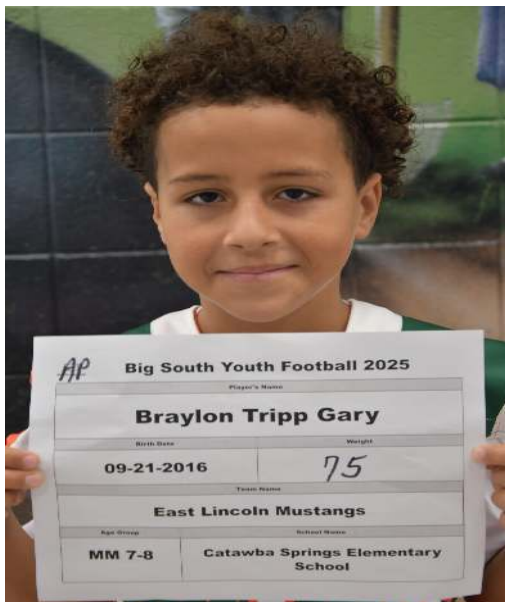 AP Big South Youth Football 2025
Player's Name
Braylon Tripp Gary
Birth Date Weight
09-21-2016 75
Team Name
East Lincoln Mustangs
Age Group School Name
MM 7-8 Catawba Springs Elementary
School